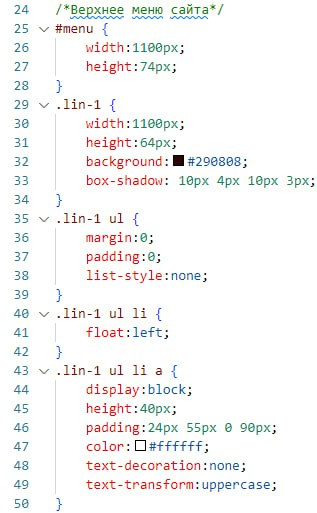 24 /*Верхнее меню сайта*/
25 #menu {
26 width:1100px;
27 height:74px;
28 }
29 .lin-1 {
30 width:1100px;
31 height:64px;
32 background:#290808;
33 box-shadow: 10px 4px 10px 3px;
34 }
35 .lin-1 ul {
36 margin:0;
37 padding:0;
38 list-style:none;
39 }
40 .lin-1 ul li {
41 float:left;
42 }
43 .lin-1 ul li a {
44 display:block;
45 height:40px;
46 padding:24px 55px 0 90px;
47 color:#ffffff;
48 text-decoration:none;
49 text-transform:uppercase;
50 }